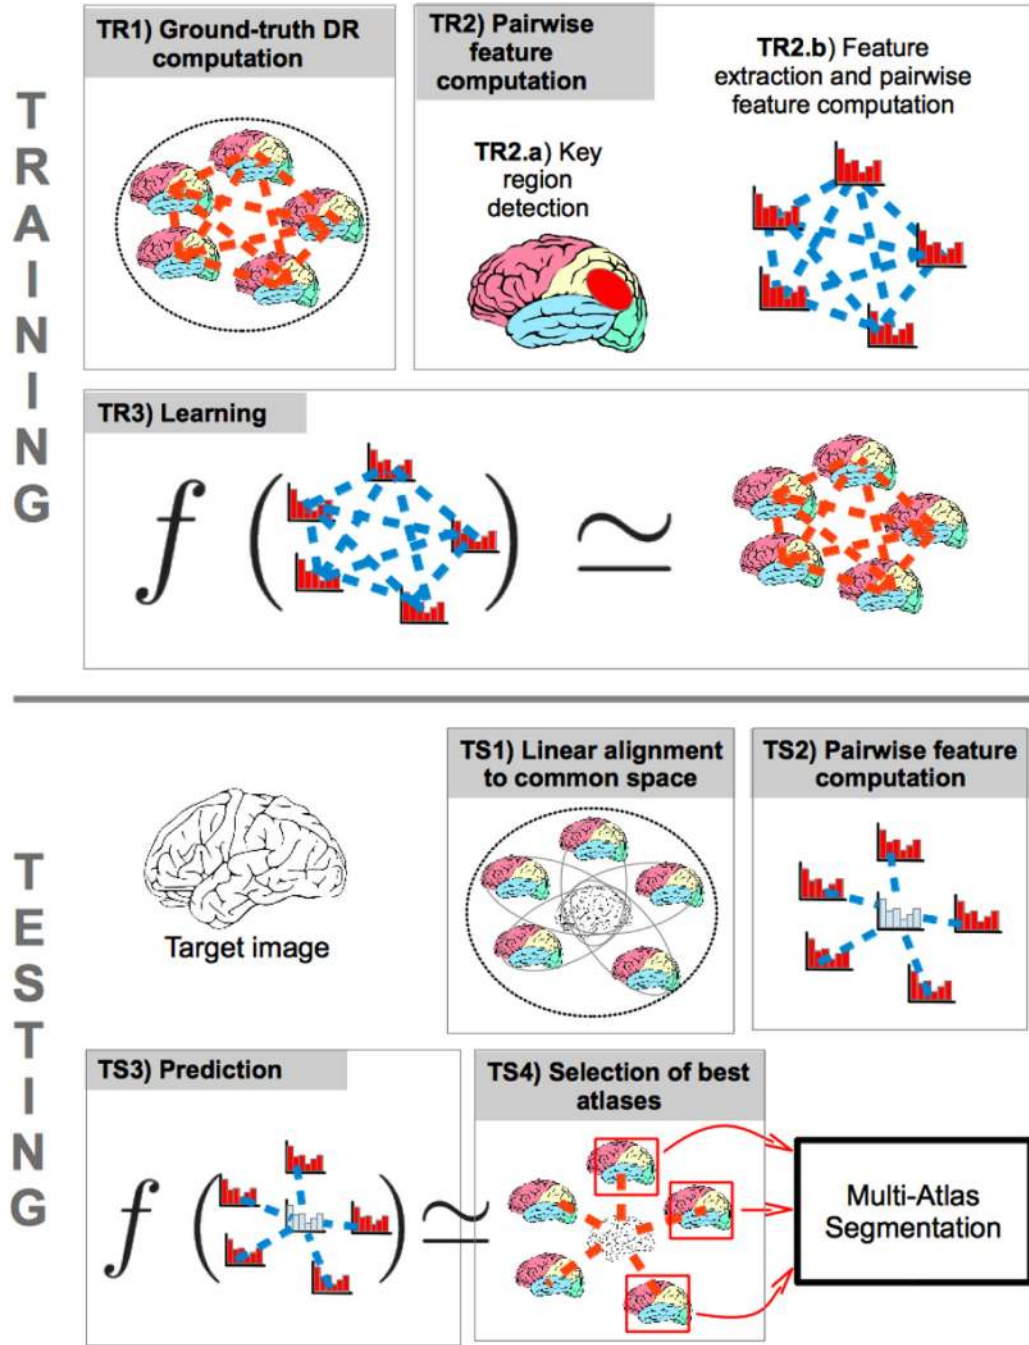 TRAINING
TR1) Ground-truth DR
computation
TR2) Pairwise
feature
computation
TR2.a) Key
region
detection
TR2.b) Feature
extraction and pairwise
feature computation
TR3) Learning
f ( ) ≃
TESTING
Target image
TS1) Linear alignment
to common space
TS2) Pairwise feature
computation
TS3) Prediction
f ( ) ≃
TS4) Selection of best
atlases
Multi-Atlas
Segmentation